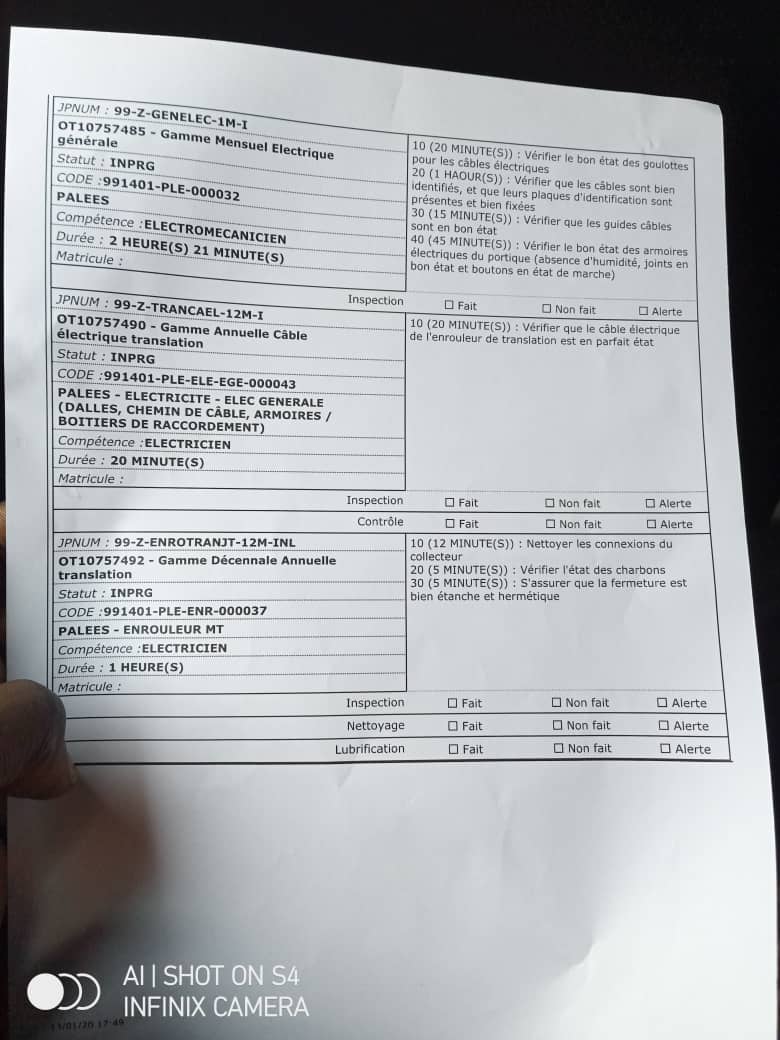 JPNUM : 99-Z-GENELEC-1M-I
OT10757485 - Gamme Mensuel Electrique
générale
Statut : INPRG
CODE :991401-PLE-000032
PALEES
Compétence :ELECTROMECANICIEN
Durée : 2 HEURE(S) 21 MINUTE(S)
Matricule :
10 (20 MINUTE(S)) : Vérifier le bon état des goulottes
pour les câbles électriques
20 (1 HAOUR(S)) : Vérifier que les câbles sont bien
identifiés, et que leurs plaques d'identification sont
présentes et bien fixées
30 (15 MINUTE(S)) : Vérifier que les guides câbles
sont en bon état
40 (45 MINUTE(S)) : Vérifier le bon état des armoires
électriques du portique (absence d'humidité, joints en
bon état et boutons en état de marche)
Inspection ☐ Fait ☐ Non fait ☐ Alerte
JPNUM : 99-Z-TRANCAEL-12M-I
OT10757490 - Gamme Annuelle Câble
électrique translation
Statut : INPRG
CODE :991401-PLE-ELE-EGE-000043
PALEES - ELECTRICITE - ELEC GENERALE
(DALLES, CHEMIN DE CÂBLE, ARMOIRES /
BOITIERS DE RACCORDEMENT)
Compétence :ELECTRICIEN
Durée : 20 MINUTE(S)
Matricule :
10 (20 MINUTE(S)) : Vérifier que le câble électrique
de l'enrouleur de translation est en parfait état
Inspection ☐ Fait ☐ Non fait ☐ Alerte
Contrôle ☐ Fait ☐ Non fait ☐ Alerte
JPNUM : 99-Z-ENROTRANJT-12M-INL
OT10757492 - Gamme Décennale Annuelle
translation
Statut : INPRG
CODE :991401-PLE-ENR-000037
PALEES - ENROULEUR MT
Compétence :ELECTRICIEN
Durée : 1 HEURE(S)
Matricule :
10 (12 MINUTE(S)) : Nettoyer les connexions du
collecteur
20 (5 MINUTE(S)) : Vérifier l'état des charbons
30 (5 MINUTE(S)) : S'assurer que la fermeture est
bien étanche et hermétique
Inspection ☐ Fait ☐ Non fait ☐ Alerte
Nettoyage ☐ Fait ☐ Non fait ☐ Alerte
Lubrification ☐ Fait ☐ Non fait ☐ Alerte
AI | SHOT ON S4
INFINIX CAMERA
/01/20 17:49